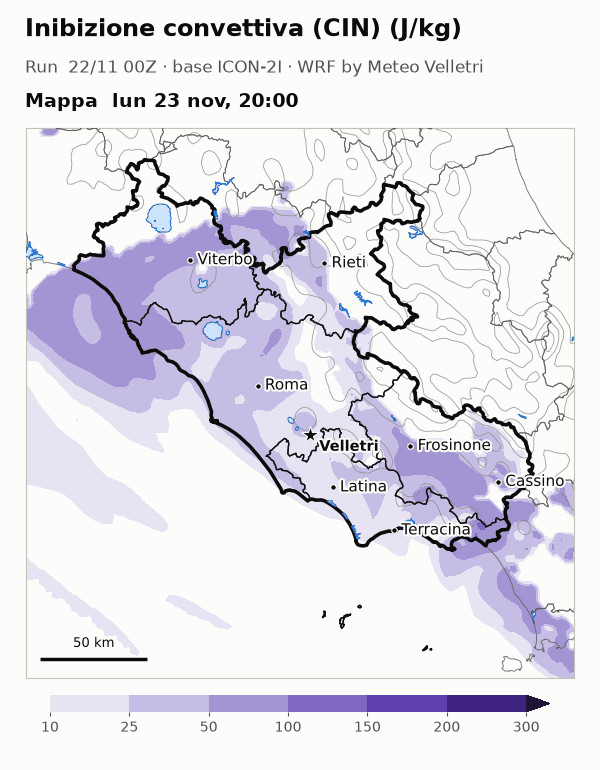 Inibizione convettiva (CIN) (J/kg)
Run  22/11 00Z · base ICON-2I · WRF by Meteo Velletri
Mappa  lun 23 nov, 20:00
Viterbo
Rieti
Roma
Velletri
Frosinone
Cassino
Latina
Terracina
50 km
10 25 50 100 150 200 300